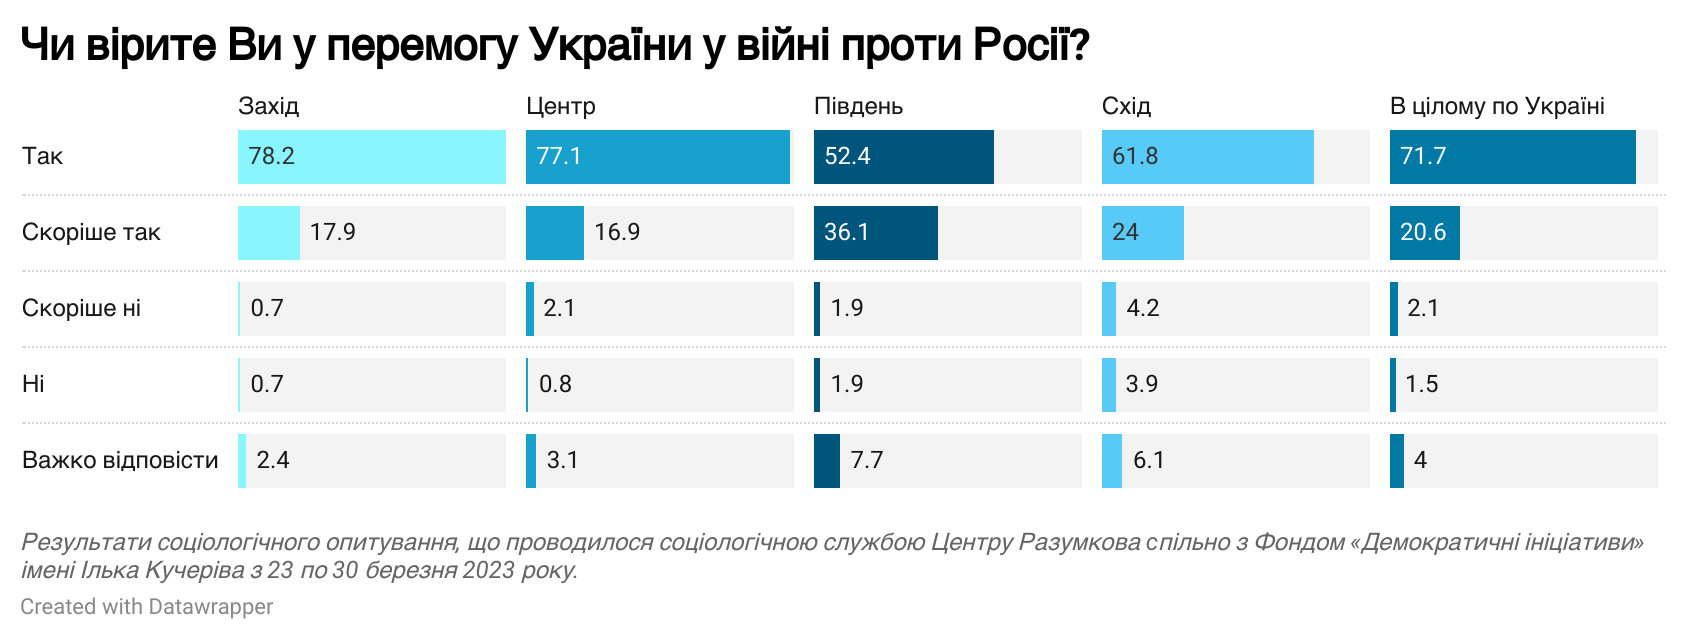 Чи вірите Ви у перемогу України у війні проти Росії?
Захід Центр Південь Схід В цілому по Україні
Так 78.2 77.1 52.4 61.8 71.7
Скоріше так 17.9 16.9 36.1 24 20.6
Скоріше ні 0.7 2.1 1.9 4.2 2.1
Ні 0.7 0.8 1.9 3.9 1.5
Важко відповісти 2.4 3.1 7.7 6.1 4
Результати соціологічного опитування, що проводилося соціологічною службою Центру Разумкова спільно з Фондом «Демократичні ініціативи»
імені Ілька Кучеріва з 23 по 30 березня 2023 року.
Created with Datawrapper